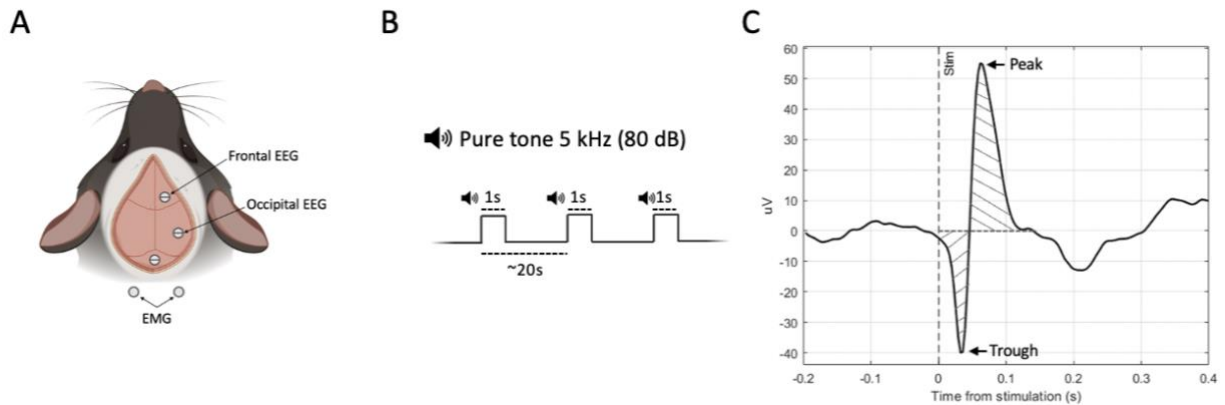 A
Frontal EEG
Occipital EEG
EMG
B
Pure tone 5 kHz (80 dB)
1s
1s
1s
~20s
C
60
50
40
30
20
10
0
-10
-20
-30
-40
uV
Stim
Peak
Trough
-0.2
-0.1
0
0.1
0.2
0.3
0.4
Time from stimulation (s)